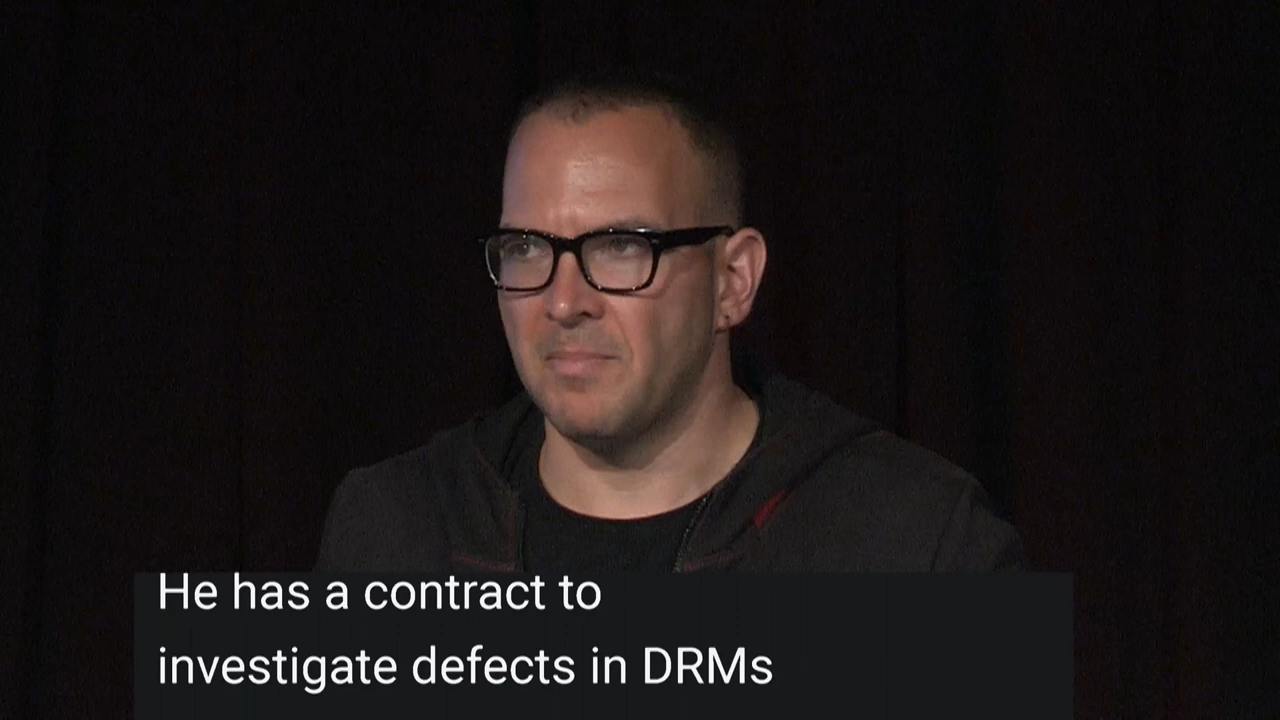 He has a contract to
investigate defects in DRMs